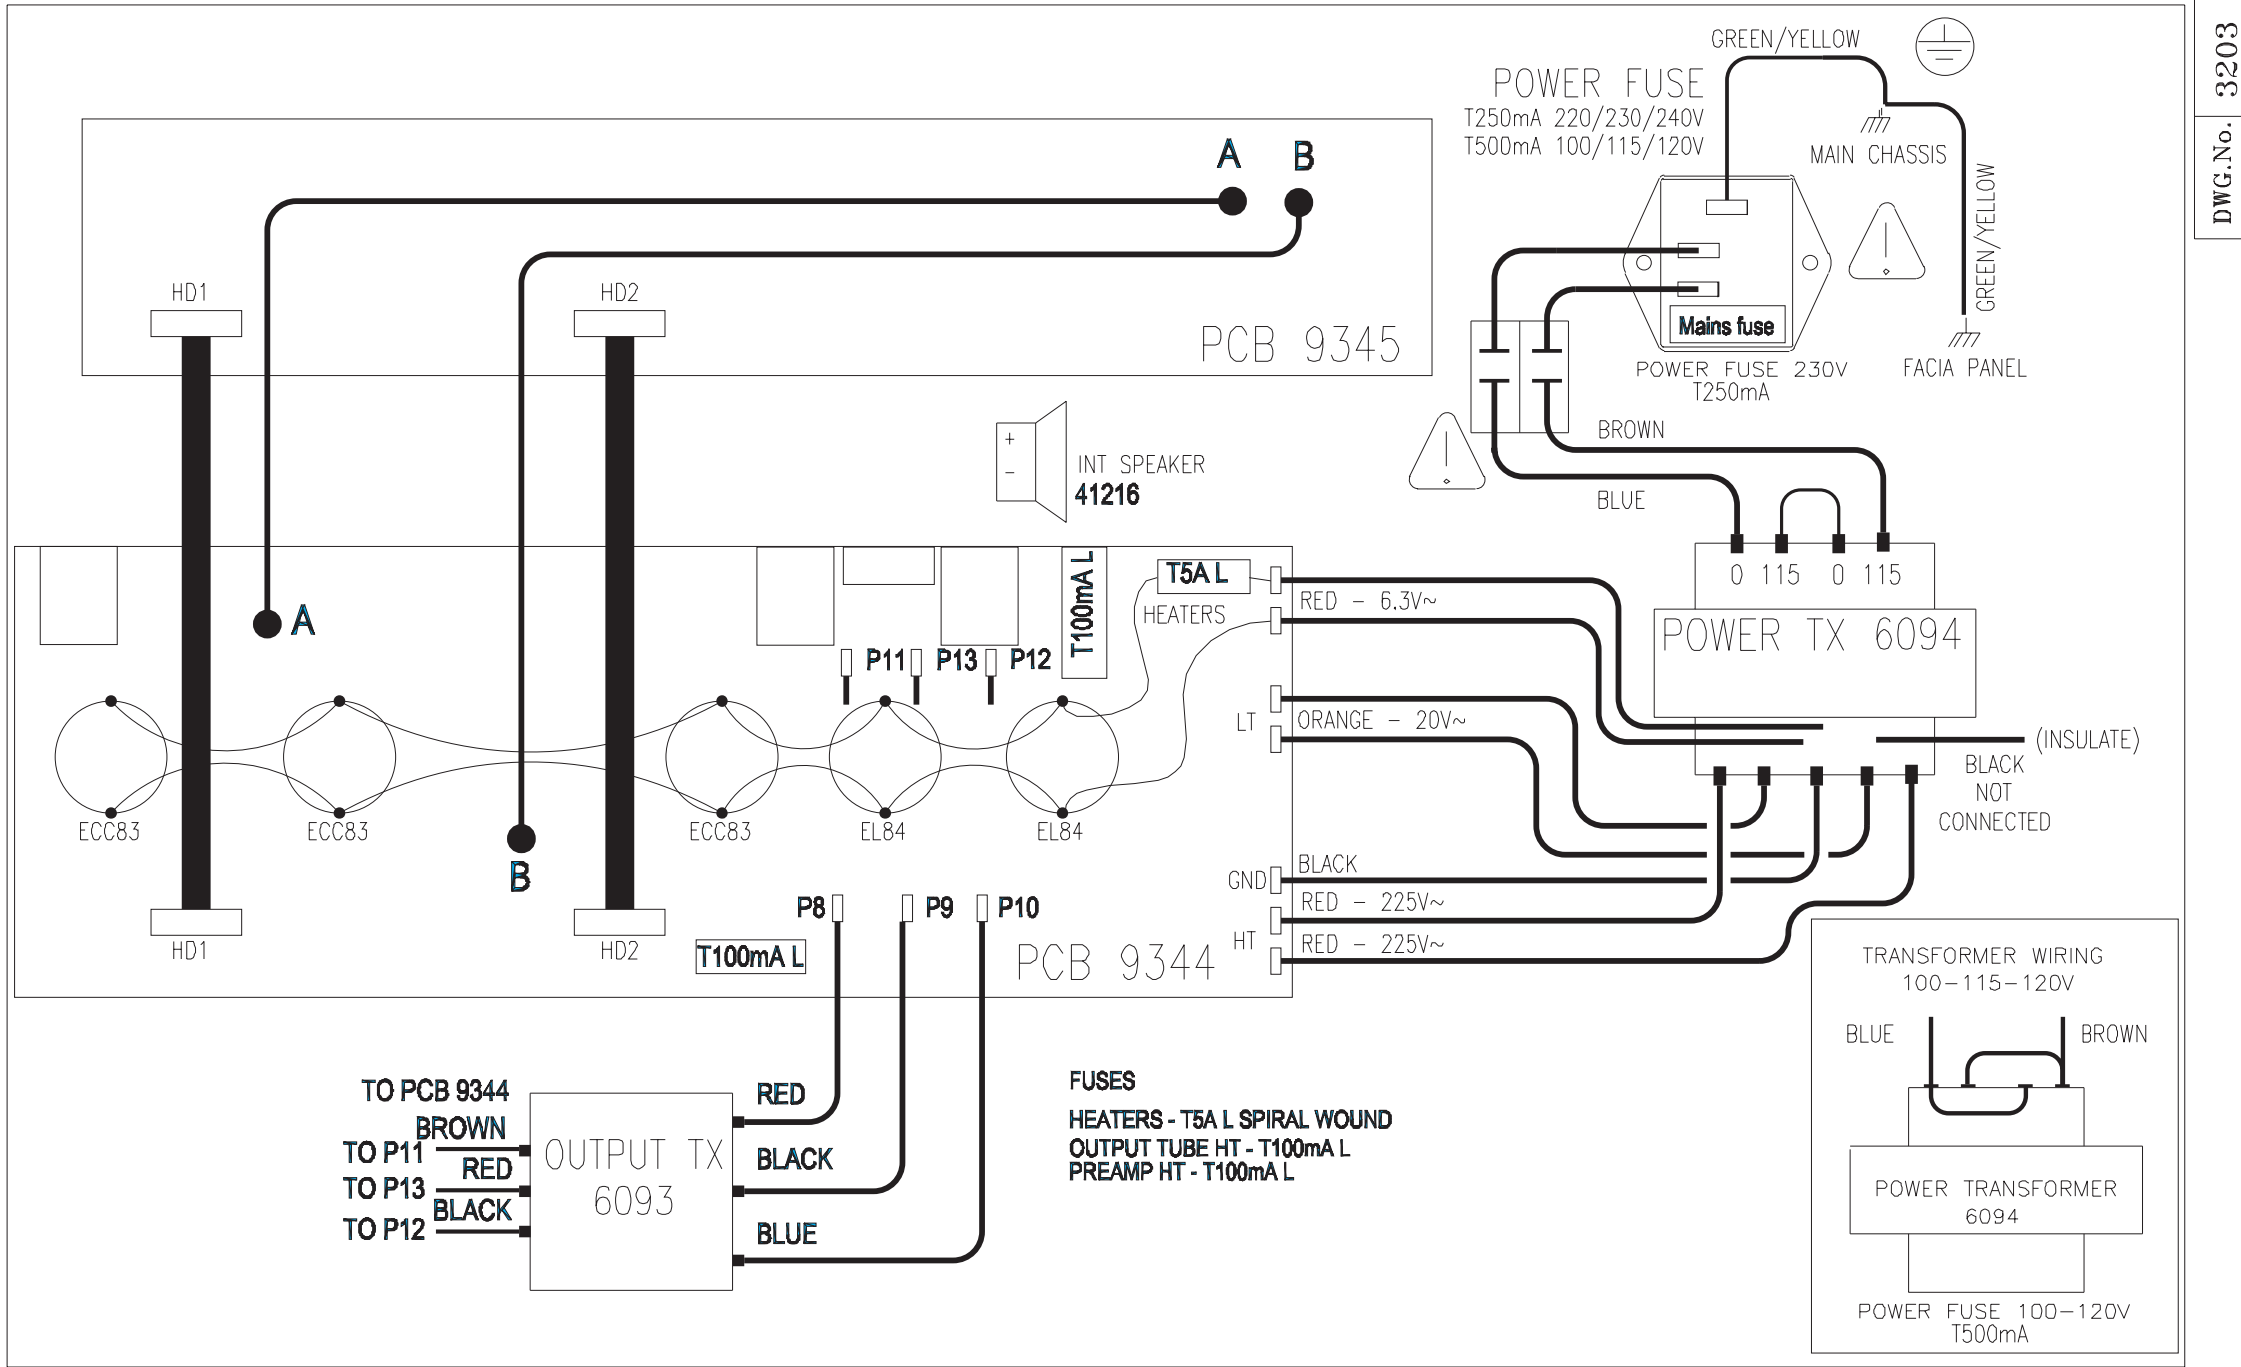 DWG.No. 3203
GREEN/YELLOW
POWER FUSE
T250mA 220/230/240V
T500mA 100/115/120V
MAIN CHASSIS
GREEN/YELLOW
A
B
HD1
HD2
PCB 9345
Mains fuse
POWER FUSE 230V
T250mA
FACIA PANEL
+
-
INT SPEAKER
41216
BROWN
BLUE
0 115 0 115
POWER TX 6094
A
T100mA L
T5A L
HEATERS
RED - 6.3V~
P11
P13
P12
LT
ORANGE - 20V~
(INSULATE)
BLACK
NOT
CONNECTED
ECC83
ECC83
ECC83
EL84
EL84
B
GND
BLACK
RED - 225V~
HT
RED - 225V~
P8
P9
P10
HD1
HD2
T100mA L
PCB 9344
TRANSFORMER WIRING
100-115-120V
BLUE
BROWN
POWER TRANSFORMER
6094
POWER FUSE 100-120V
T500mA
TO PCB 9344
BROWN
TO P11
RED
TO P13
BLACK
TO P12
OUTPUT TX
6093
RED
BLACK
BLUE
FUSES
HEATERS - T5A L SPIRAL WOUND
OUTPUT TUBE HT - T100mA L
PREAMP HT - T100mA L